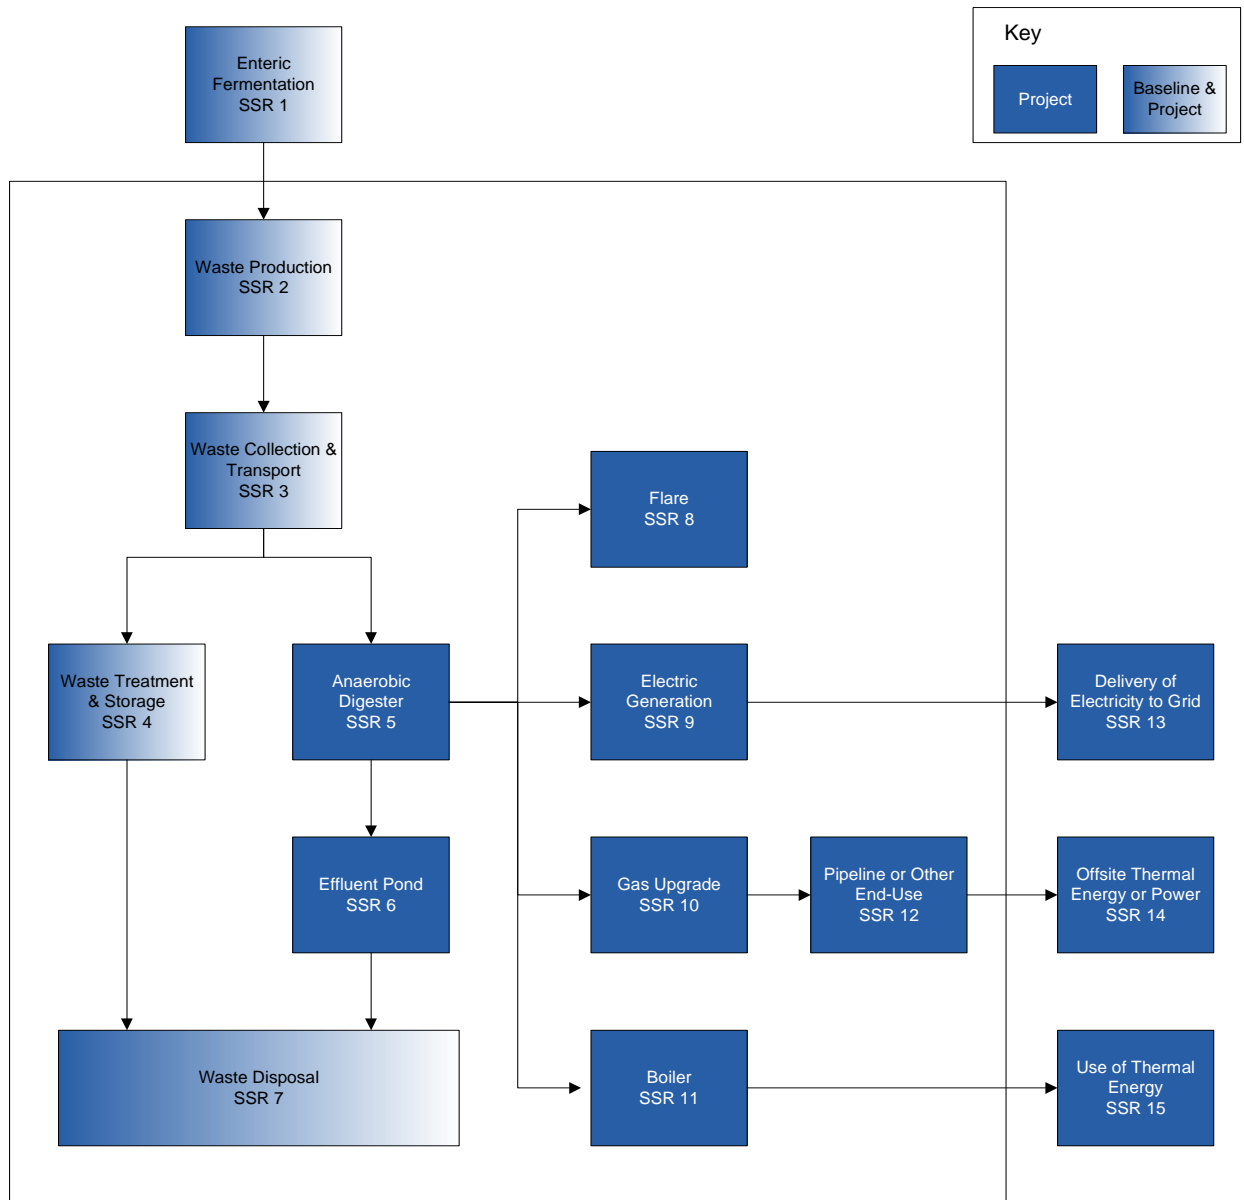 Key
Project
Baseline &
Project
Enteric
Fermentation
SSR 1
Waste Production
SSR 2
Waste Collection &
Transport
SSR 3
Flare
SSR 8
Waste Treatment
& Storage
SSR 4
Anaerobic
Digester
SSR 5
Electric
Generation
SSR 9
Delivery of
Electricity to Grid
SSR 13
Effluent Pond
SSR 6
Gas Upgrade
SSR 10
Pipeline or Other
End-Use
SSR 12
Offsite Thermal
Energy or Power
SSR 14
Waste Disposal
SSR 7
Boiler
SSR 11
Use of Thermal
Energy
SSR 15